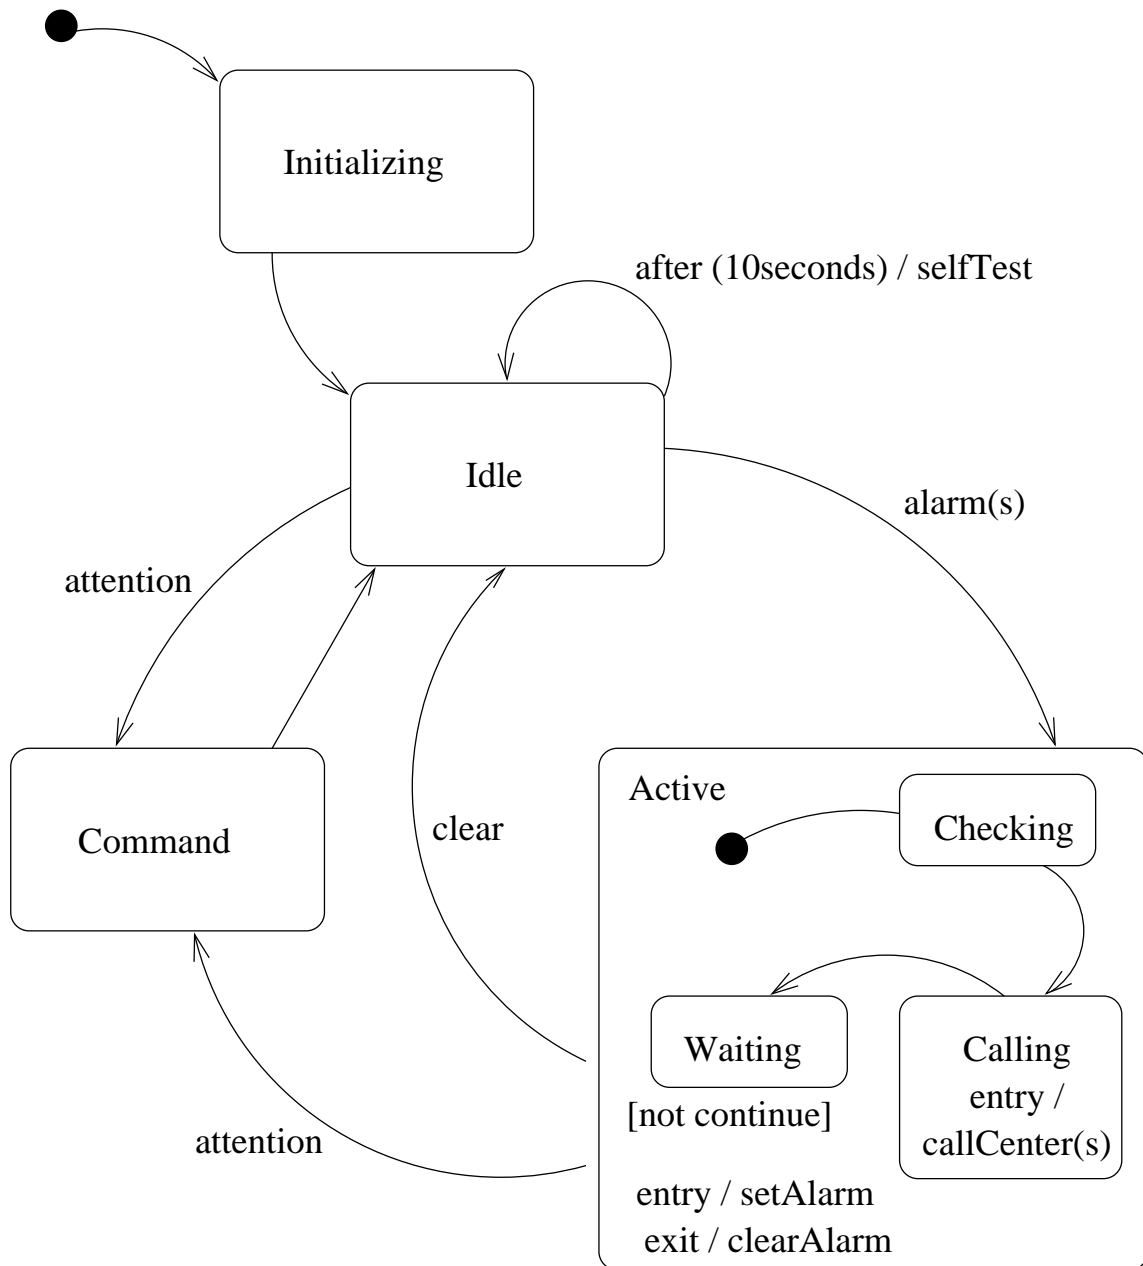 Initializing
after (10seconds) / selfTest
Idle
alarm(s)
attention
Active
Checking
clear
Command
Waiting
Calling
entry /
callCenter(s)
[not continue]
attention
entry / setAlarm
exit / clearAlarm